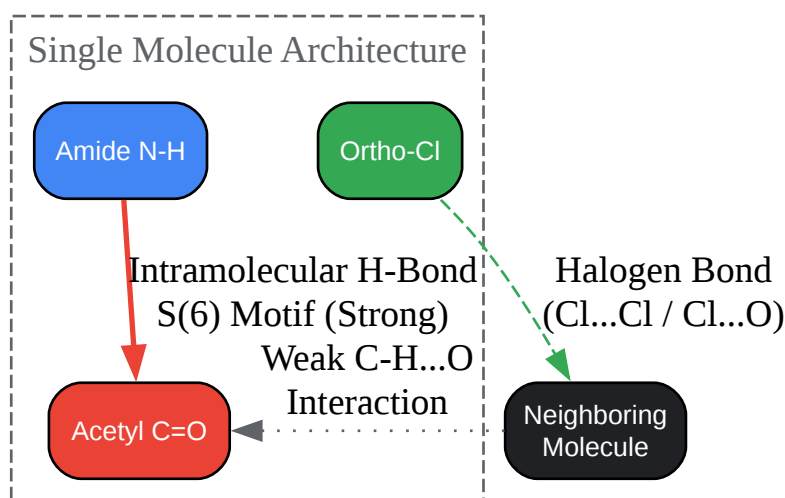 Single Molecule Architecture
Amide N-H
Ortho-Cl
Intramolecular H-Bond
S(6) Motif (Strong)
Halogen Bond
(Cl...Cl / Cl...O)
Weak C-H...O
Interaction
Acetyl C=O
Neighboring
Molecule